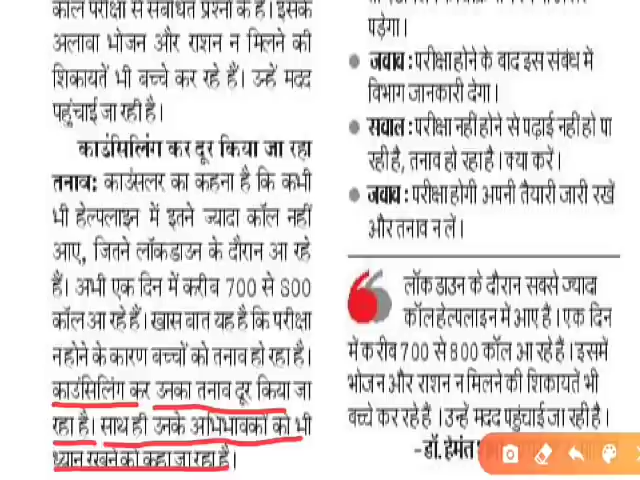 कॉल परीक्षा से संबंधित प्रश्नों के हैं। इसके
अलावा भोजन और राशन न मिलने की
शिकायतें भी बच्चे कर रहे हैं। उन्हें मदद
पहुंचाई जा रही है।
काउंसिलिंग कर दूर किया जा रहा
तनाव: काउंसलर का कहना है कि कभी
भी हेल्पलाइन में इतने ज्यादा कॉल नहीं
आए, जितने लॉकडाउन के दौरान आ रहे
हैं। अभी एक दिन में करीब 700 से 800
कॉल आ रहे हैं। खास बात यह है कि परीक्षा
न होने के कारण बच्चों को तनाव हो रहा है।
काउंसिलिंग कर उनका तनाव दूर किया जा
रहा है। साथ ही उनके अभिभावकों को भी
ध्यान रखने को कहा जा रहा है।
पड़ेगा।
जवाब: परीक्षा होने के बाद इस संबंध में
विभाग जानकारी देगा।
सवाल: परीक्षा नहीं होने से पढ़ाई नहीं हो पा
रही है, तनाव हो रहा है। क्या करें।
जवाब: परीक्षा होगी अपनी तैयारी जारी रखें
और तनाव न लें।
लॉकडाउन के दौरान सबसे ज्यादा
कॉल हेल्पलाइन में आए हैं। एक दिन
में करीब 700 से 800 कॉल आ रहे हैं। इसमें
भोजन और राशन न मिलने की शिकायतें भी
बच्चे कर रहे हैं। उन्हें मदद पहुंचाई जा रही है।
-डॉ. हेमंत